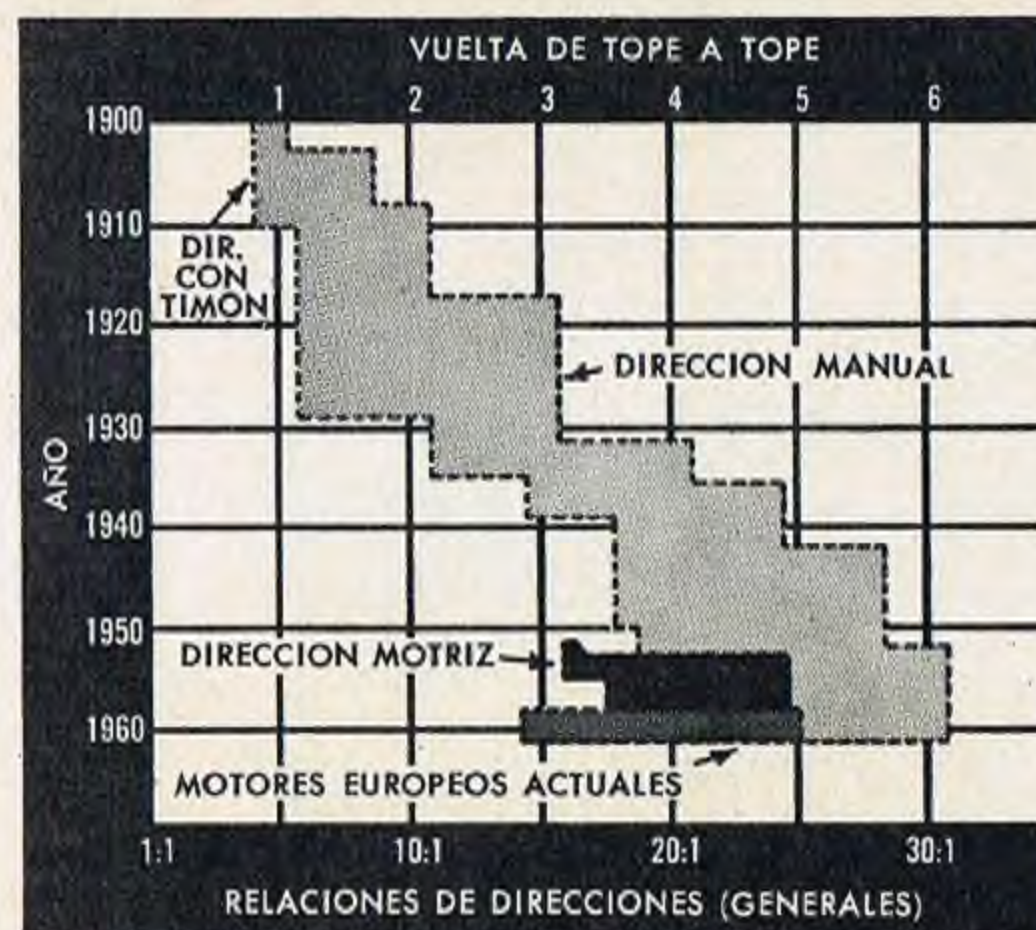 VUELTA DE TOPE A TOPE
1 2 3 4 5 6
1900
1910
DIR.
CON
TIMON
1920
DIRECCION MANUAL
1930
AÑO
1940
1950
DIRECCION MOTRIZ
1960
MOTORES EUROPEOS ACTUALES
1:1 10:1 20:1 30:1
RELACIONES DE DIRECCIONES (GENERALES)